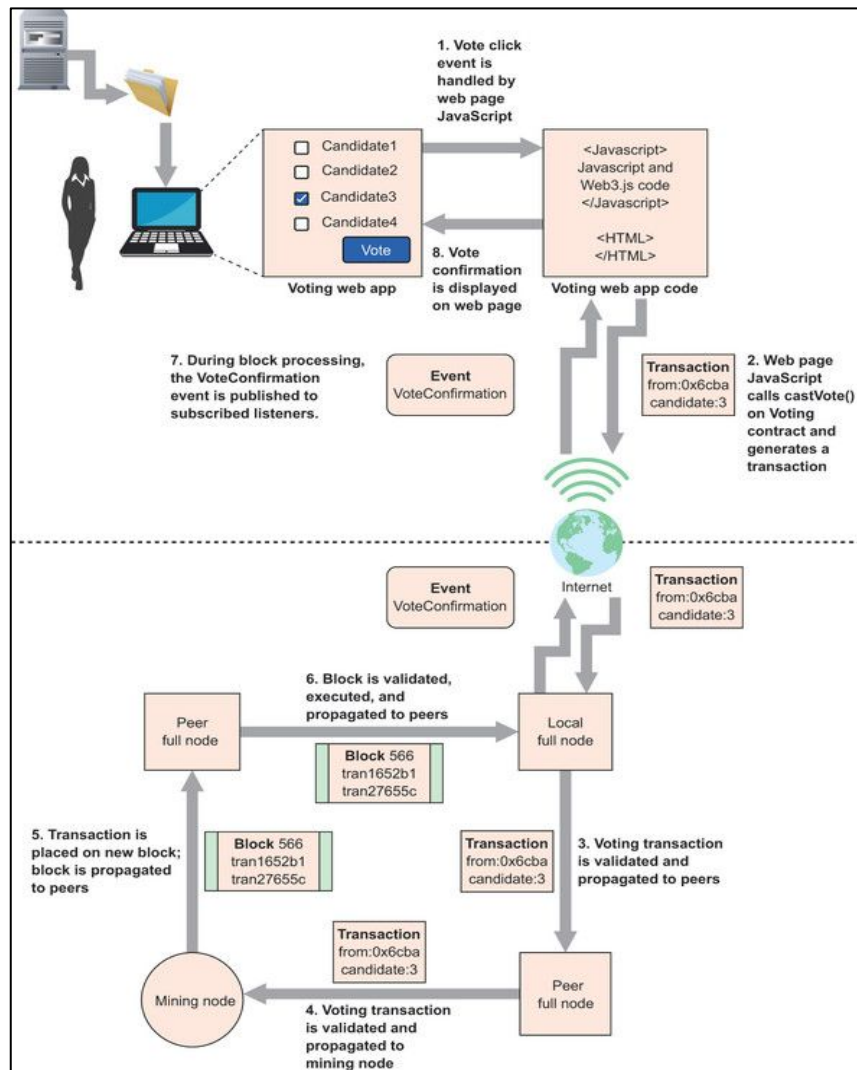 1. Vote click
event is
handled by
web page
JavaScript
Candidate1
Candidate2
Candidate3
Candidate4
Vote
Voting web app
<Javascript>
Javascript and
Web3.js code
</Javascript>
<HTML>
</HTML>
Voting web app code
8. Vote
confirmation
is displayed
on web page
7. During block processing,
the VoteConfirmation
event is published to
subscribed listeners.
Event
VoteConfirmation
Transaction
from:0x6cba
candidate:3
2. Web page
JavaScript
calls castVote()
on Voting
contract and
generates a
transaction
Internet
Event
VoteConfirmation
Transaction
from:0x6cba
candidate:3
6. Block is validated,
executed, and
propagated to peers
Peer
full node
Local
full node
Block 566
tran1652b1
tran27655c
5. Transaction is
placed on new block;
block is propagated
to peers
Block 566
tran1652b1
tran27655c
Transaction
from:0x6cba
candidate:3
3. Voting transaction
is validated and
propagated to peers
Transaction
from:0x6cba
candidate:3
Mining node
Peer
full node
4. Voting transaction
is validated and
propagated to
mining node